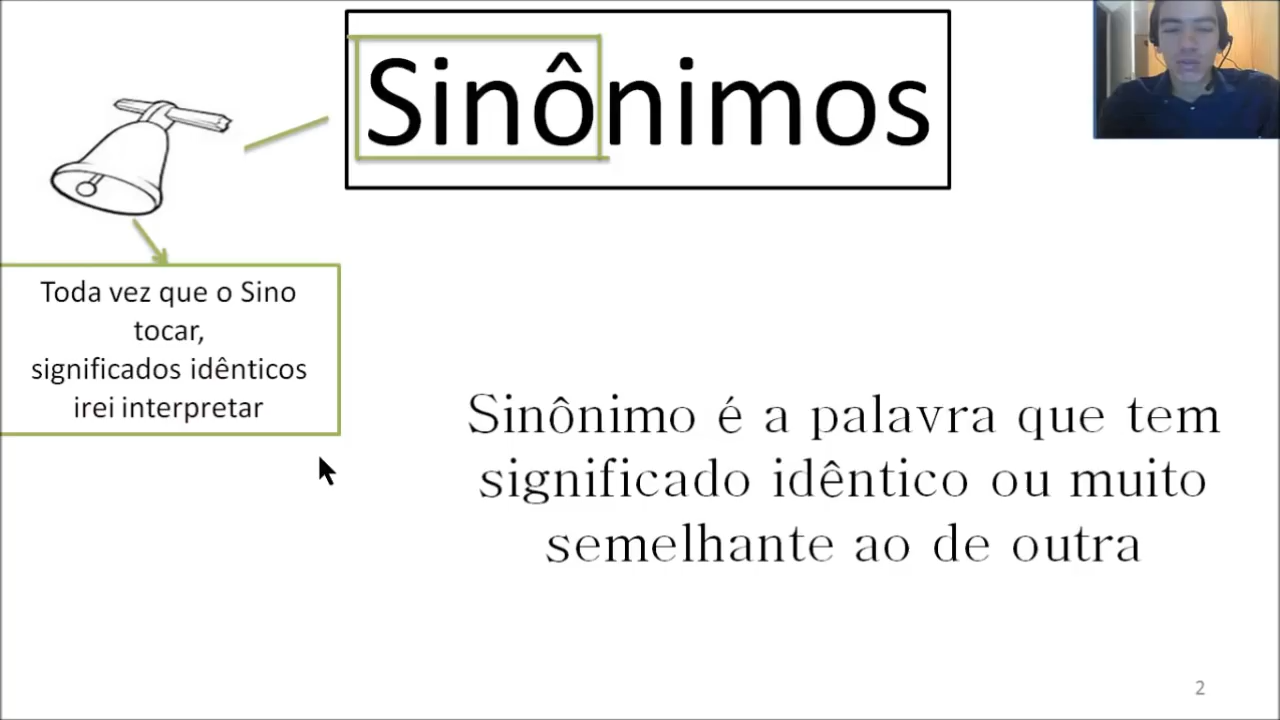 Sinônimos
Toda vez que o Sino
tocar,
significados idênticos
irei interpretar
Sinônimo é a palavra que tem
significado idêntico ou muito
semelhante ao de outra
2